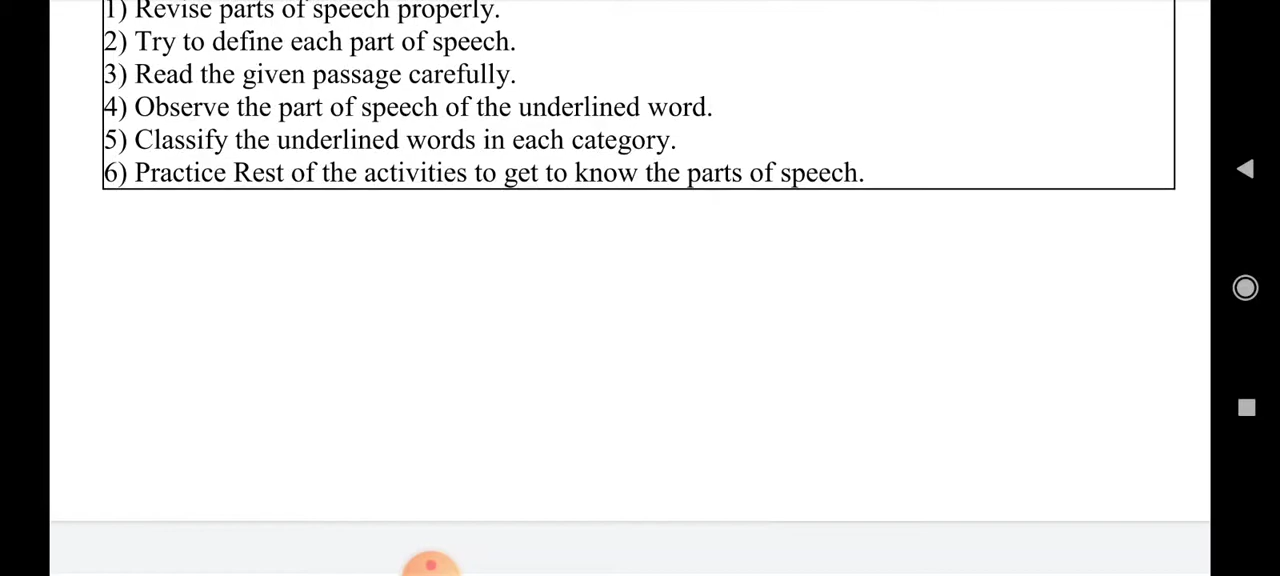 1) Revise parts of speech properly.
2) Try to define each part of speech.
3) Read the given passage carefully.
4) Observe the part of speech of the underlined word.
5) Classify the underlined words in each category.
6) Practice Rest of the activities to get to know the parts of speech.